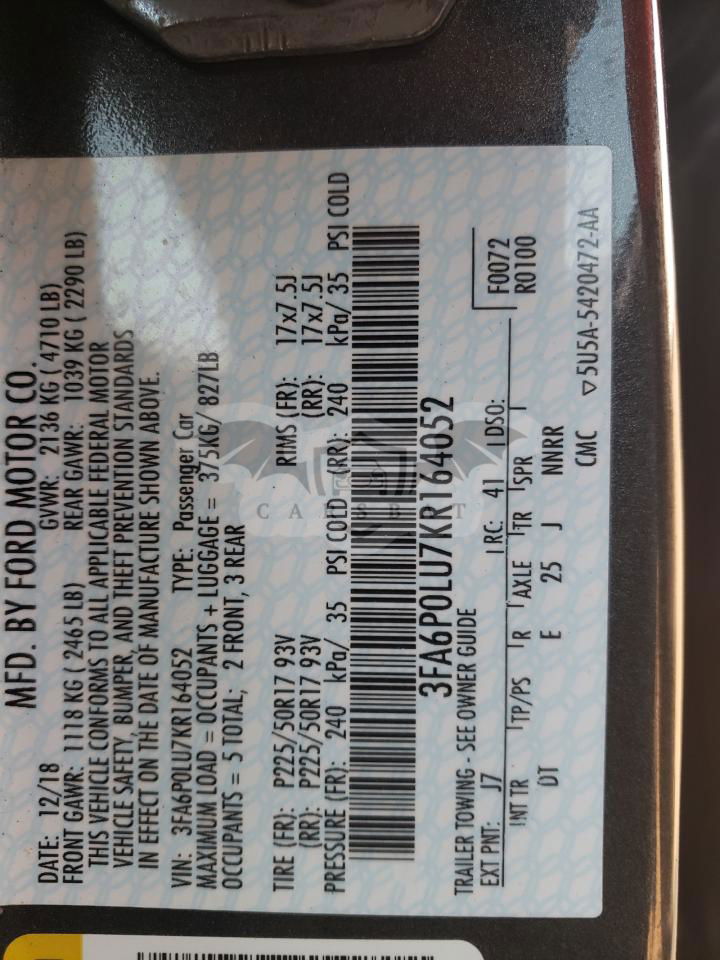 MFD. BY FORD MOTOR CO.
DATE: 12/18 GVWR: 2136 KG ( 4710 LB)
FRONT GAWR: 1118 KG ( 2465 LB) REAR GAWR: 1039 KG ( 2290 LB)
THIS VEHICLE CONFORMS TO ALL APPLICABLE FEDERAL MOTOR
VEHICLE SAFETY, BUMPER, AND THEFT PREVENTION STANDARDS
IN EFFECT ON THE DATE OF MANUFACTURE SHOWN ABOVE.
VIN: 3FA6P0LU7KR164052 TYPE: Passenger Car
MAXIMUM LOAD = OCCUPANTS + LUGGAGE = 375KG/ 827LB
OCCUPANTS = 5 TOTAL; 2 FRONT, 3 REAR
TIRE (FR): P225/50R17 93V RIMS (FR): 17x7.5J
(RR): P225/50R17 93V (RR): 17x7.5J
PRESSURE (FR): 240 kPa/ 35 PSI COLD (RR): 240 kPa/ 35 PSI COLD
3FA6P0LU7KR164052
TRAILER TOWING - SEE OWNER GUIDE
EXT PNT: J7 RC: 41 DSO: F0072
INT TR TP/PS R AXLE TR SPR R0100
DT E 25 J NNRR
CMC ▽5U5A-5420472-AA